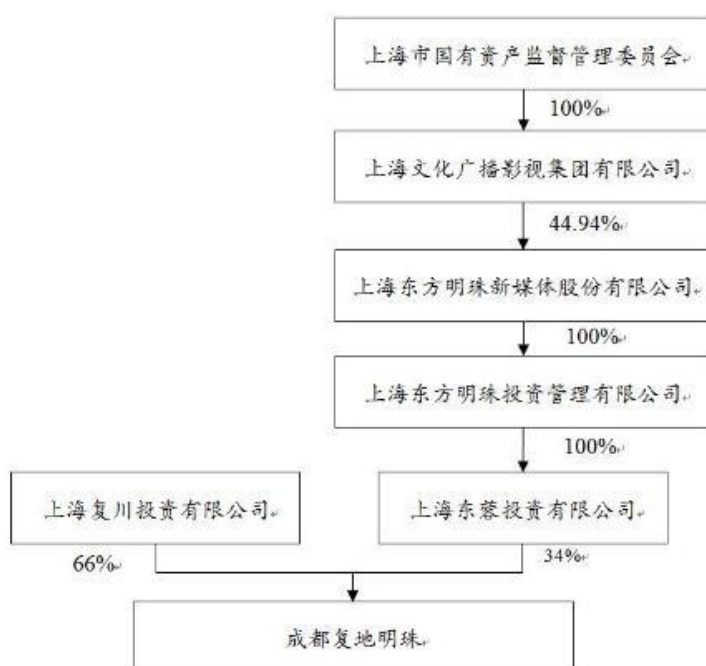 上海市国有资产监督管理委员会
100%
上海文化广播影视集团有限公司
44.94%
上海东方明珠新媒体股份有限公司
100%
上海东方明珠投资管理有限公司
100%
上海复川投资有限公司
上海东蓉投资有限公司
66%
34%
成都复地明珠